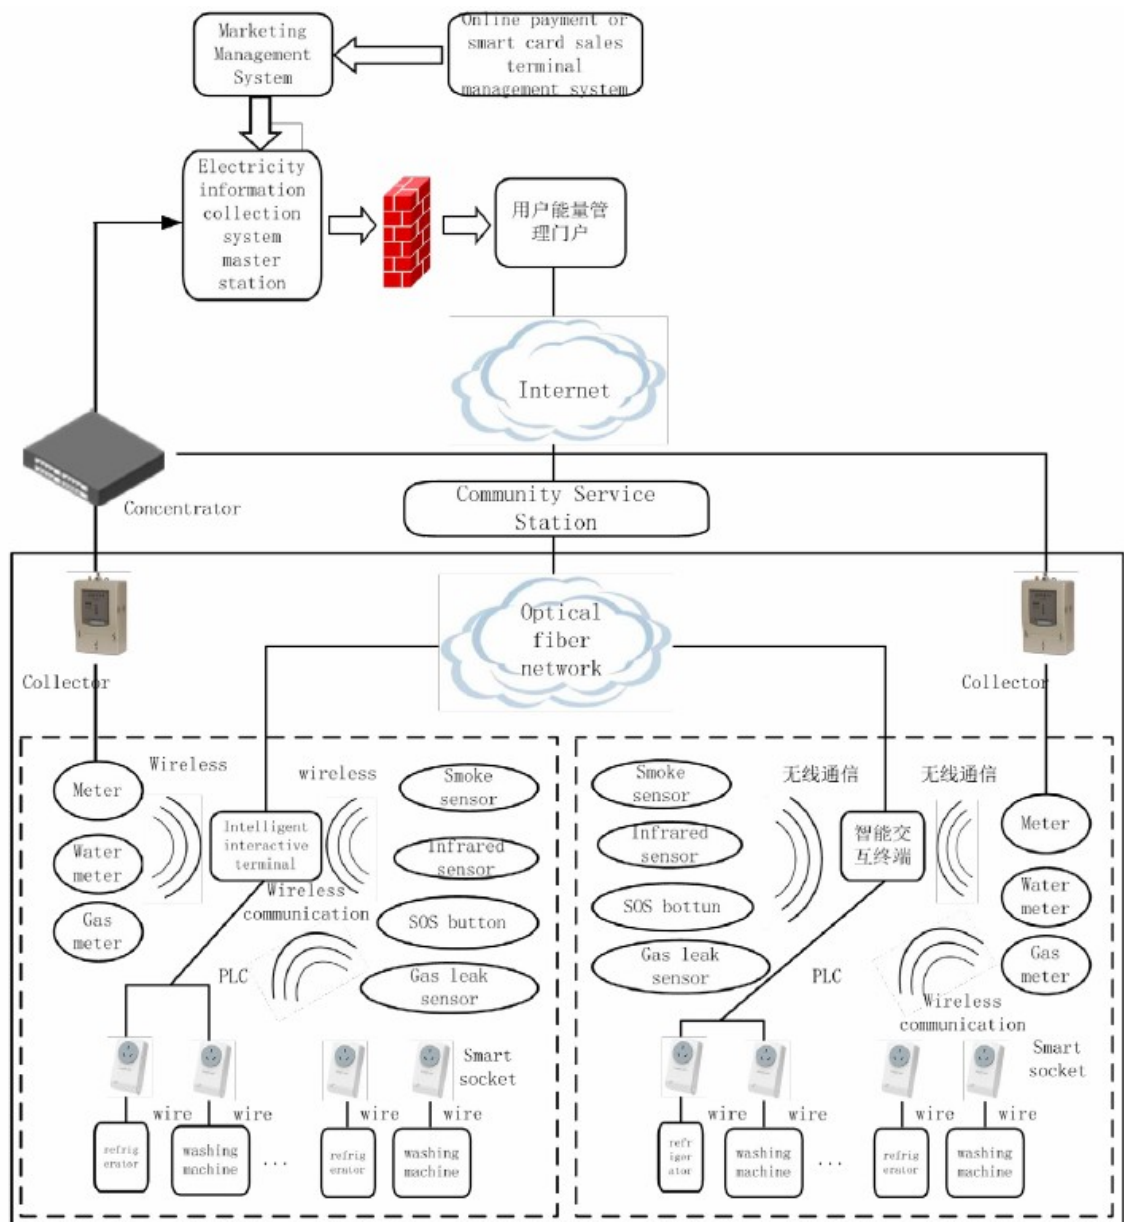 Marketing
Management
System
Online payment or
smart card sales
terminal
management system
Electricity
information
collection
system
master
station
用户能量管
理门户
Internet
Concentrator
Community Service
Station
Optical
fiber
network
Collector
Collector
Wireless
wireless
Meter
Water
meter
Gas
meter
Intelligent
interactive
terminal
Wireless
communication
PLC
Smoke
sensor
Infrared
sensor
SOS button
Gas leak
sensor
Smart
socket
wire
wire
wire
wire
refrig
erator
washing
machine
...
refrig
erator
washing
machine
Smoke
sensor
Infrared
sensor
SOS bottun
Gas leak
sensor
无线通信
无线通信
智能交
互终端
Meter
Water
meter
Gas
meter
PLC
Wireless
communication
Smart
socket
wire
wire
wire
wire
refr
iger
ator
washing
machine
...
refrig
erator
washing
machine